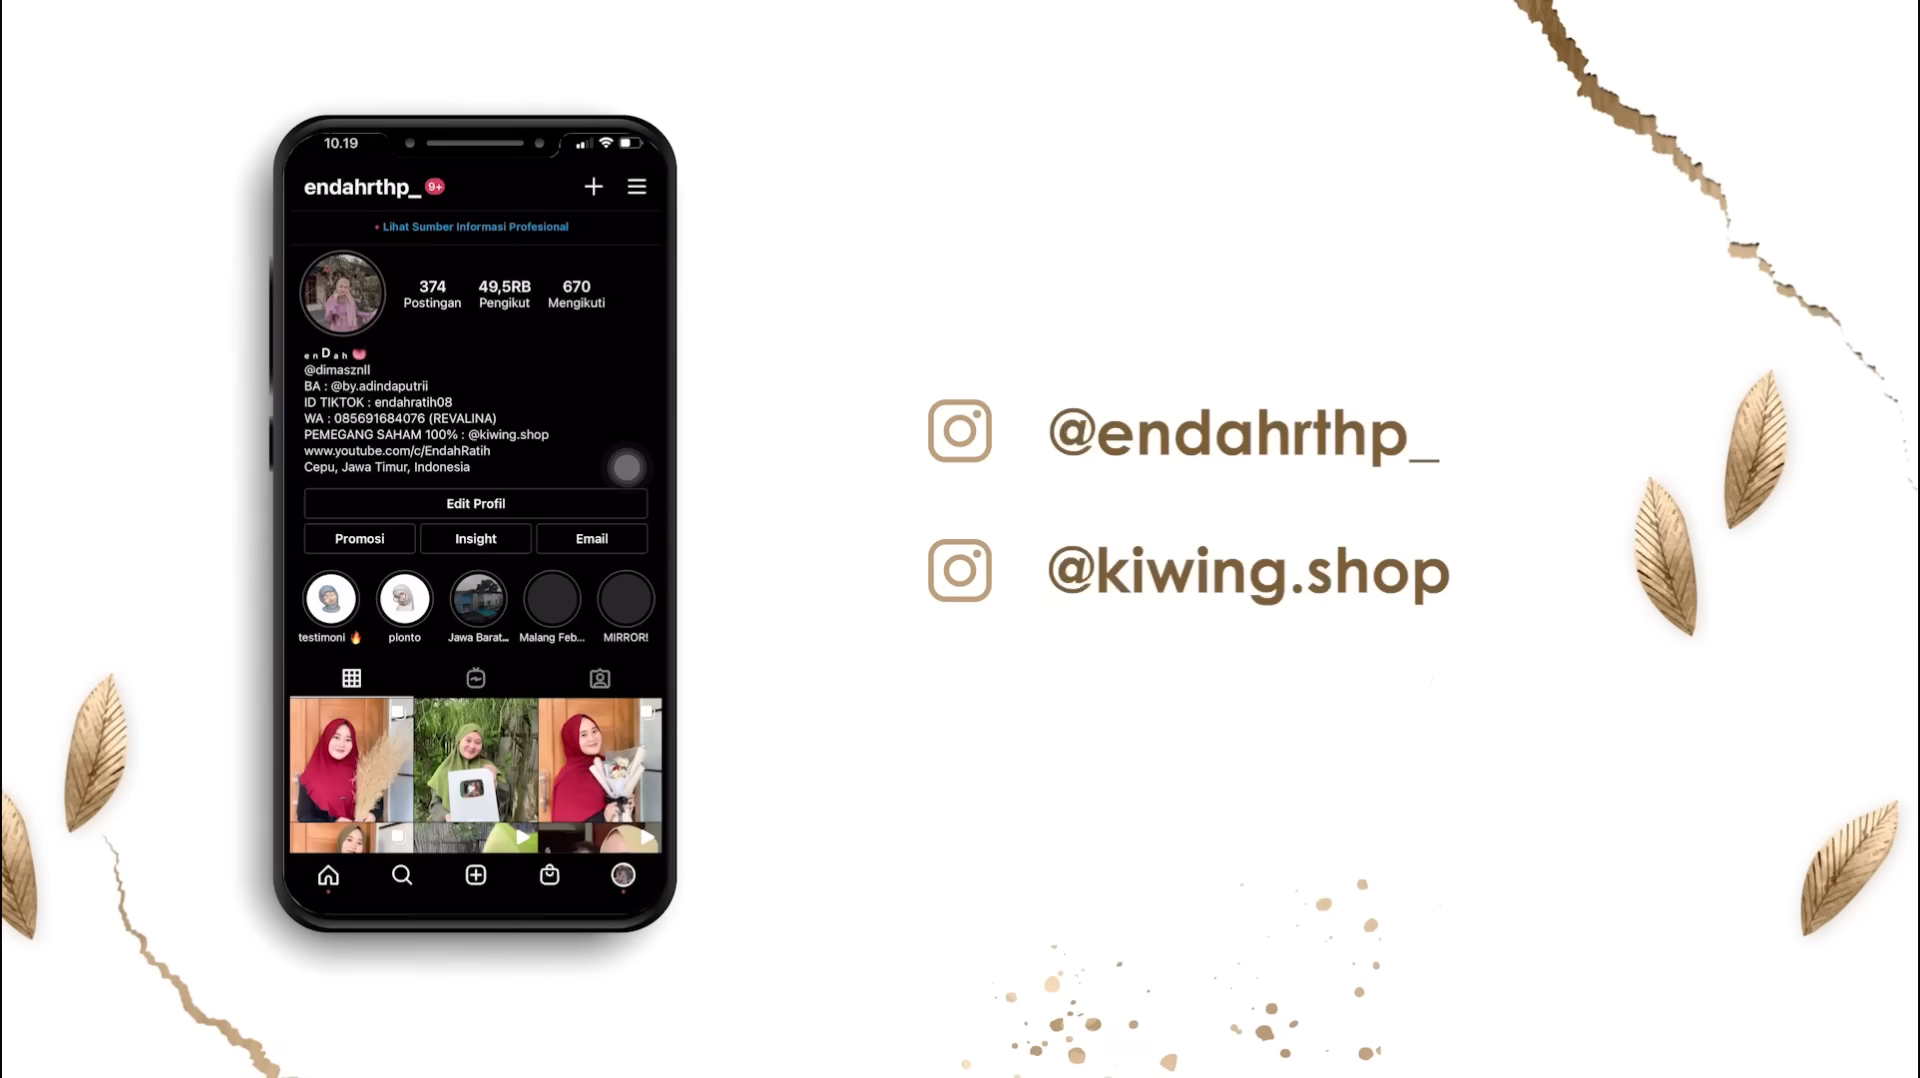 10.19
endahrthp_ 9+
Lihat Sumber Informasi Profesional
374 49,5RB 670
Postingan Pengikut Mengikuti
ₑₙDₐₕ 👅
@dimasznll
BA : @by.adindaputrii
ID TIKTOK : endahratih08
WA : 085691684076 (REVALINA)
PEMEGANG SAHAM 100% : @kiwing.shop
www.youtube.com/c/EndahRatih
Cepu, Jawa Timur, Indonesia
Edit Profil
Promosi Insight Email
testimoni 🔥 plonto Jawa Barat... Malang Feb... MIRROR!
@endahrthp_
@kiwing.shop